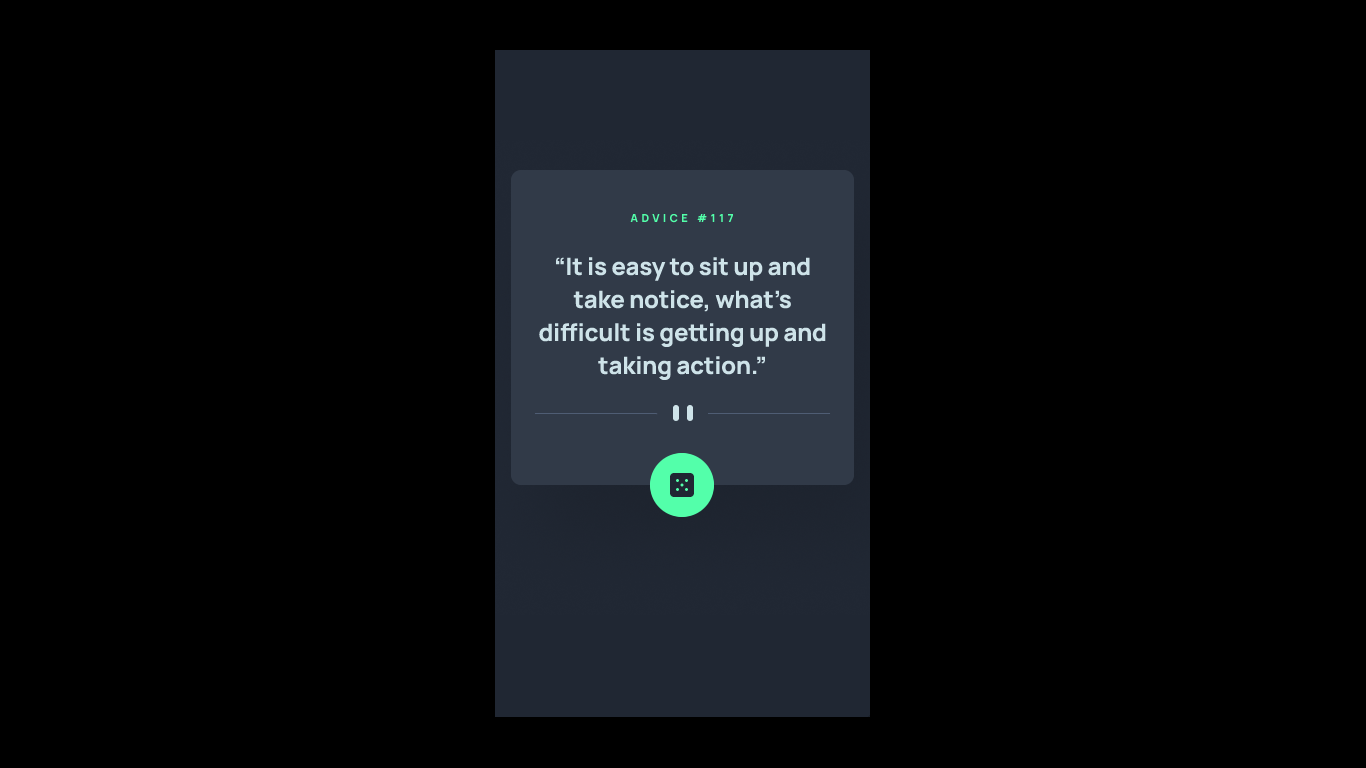 ADVICE #117
“It is easy to sit up and
take notice, what’s
difficult is getting up and
taking action.”